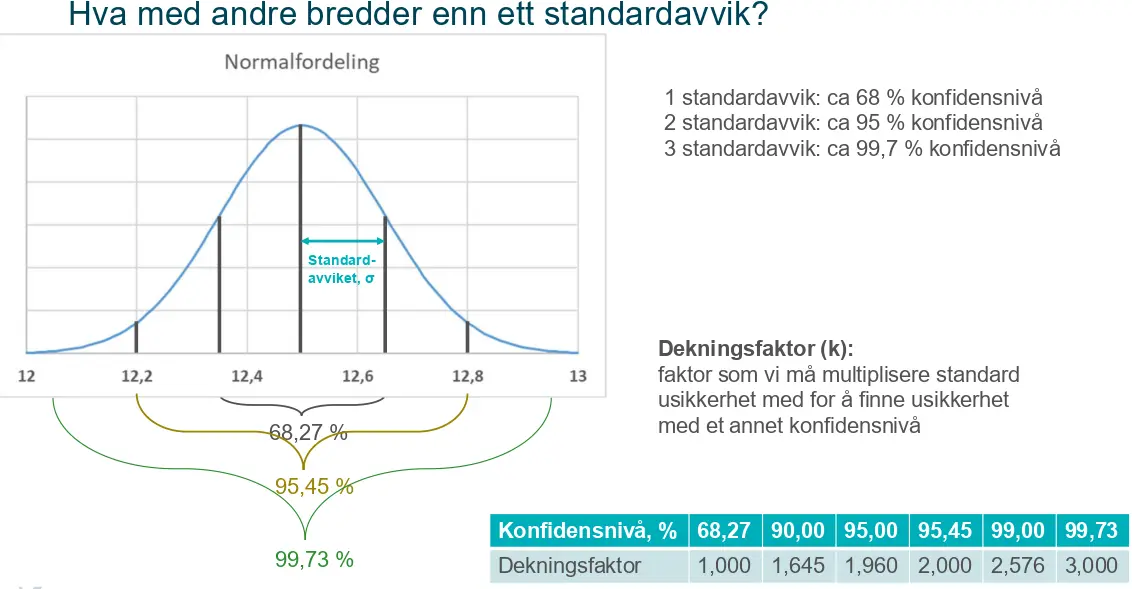 Hva med andre bredder enn ett standardavvik?
Normalfordeling
Standard-
avviket, σ
12 12,2 12,4 12,6 12,8 13
68,27 %
95,45 %
99,73 %
1 standardavvik: ca 68 % konfidensnivå
2 standardavvik: ca 95 % konfidensnivå
3 standardavvik: ca 99,7 % konfidensnivå
Dekningsfaktor (k):
faktor som vi må multiplisere standard
usikkerhet med for å finne usikkerhet
med et annet konfidensnivå
Konfidensnivå, % 68,27 90,00 95,00 95,45 99,00 99,73
Dekningsfaktor 1,000 1,645 1,960 2,000 2,576 3,000